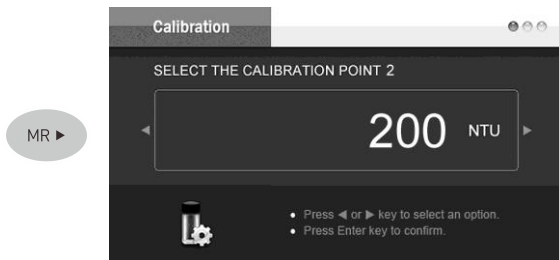 Calibration
SELECT THE CALIBRATION POINT 2
MR ▶
◀ 200 NTU ▶
• Press ◀ or ▶ key to select an option.
• Press Enter key to confirm.